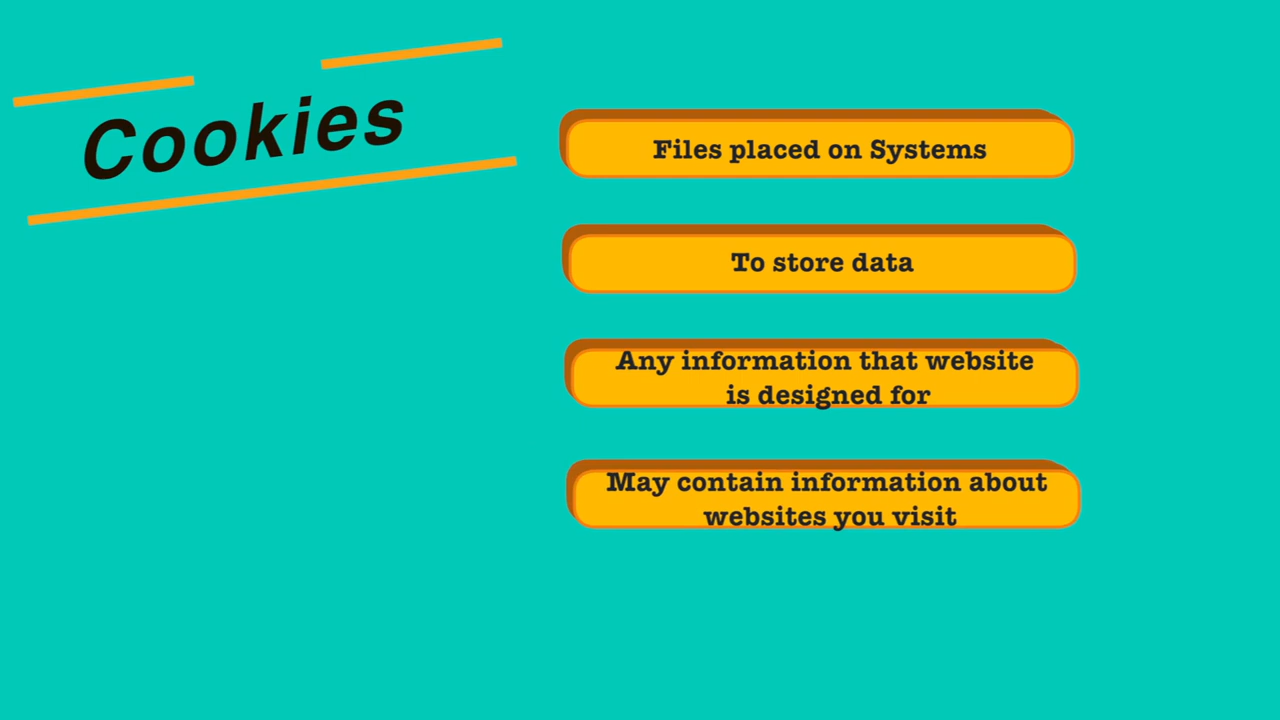 Cookies
Files placed on Systems
To store data
Any information that website
is designed for
May contain information about
websites you visit